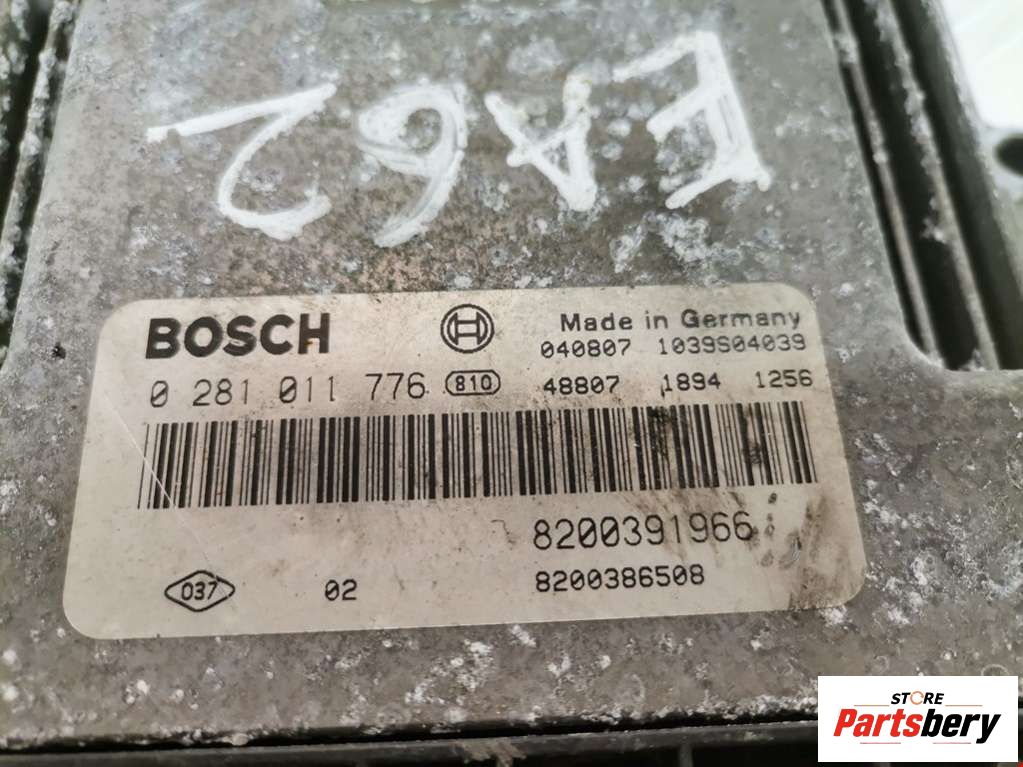 EA62
BOSCH
Made in Germany
040807 1039S04039
0 281 011 776 810 48807 1894 1256
8200391966
037 02 8200386508
STORE
Partsbery